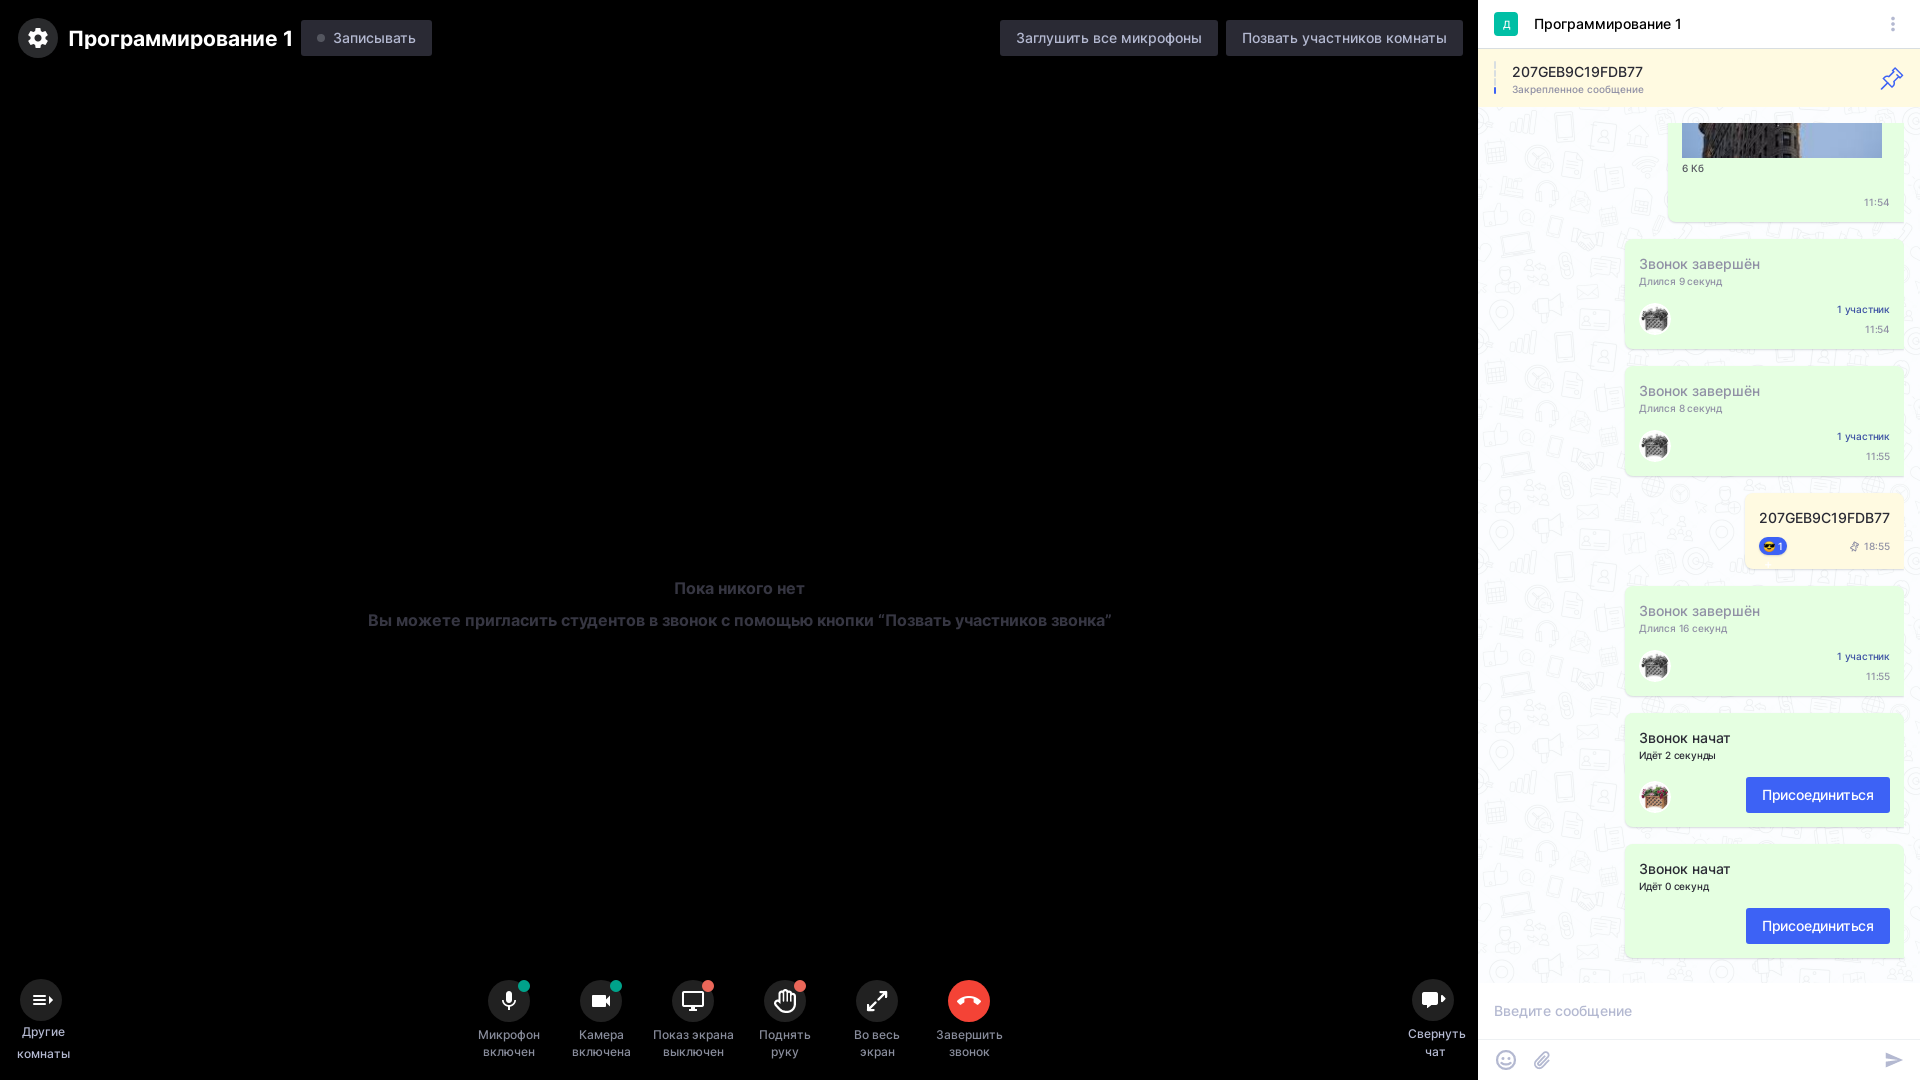 Программирование 1
Записывать
Заглушить все микрофоны
Позвать участников комнаты
Пока никого нет
Вы можете пригласить студентов в звонок с помощью кнопки “Позвать участников звонка”
Другие
комнаты
Микрофон
включен
Камера
включена
Показ экрана
выключен
Поднять
руку
Во весь
экран
Завершить
звонок
Свернуть
чат
Д
Программирование 1
207GEB9C19FDB77
Закрепленное сообщение
6 Кб
11:54
Звонок завершён
Длился 9 секунд
1 участник
11:54
Звонок завершён
Длился 8 секунд
1 участник
11:55
207GEB9C19FDB77
1
18:55
Звонок завершён
Длился 16 секунд
1 участник
11:55
Звонок начат
Идёт 2 секунды
Присоединиться
Звонок начат
Идёт 0 секунд
Присоединиться
Введите сообщение